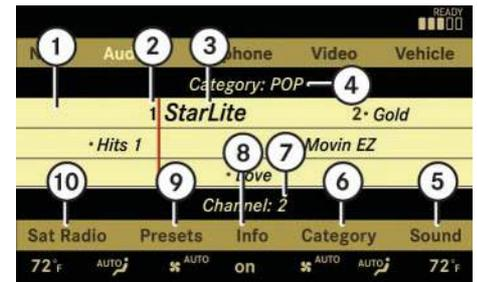 READY
1 2 3
N Aud phone Video Vehicle
Category: POP 4
1 StarLite 2• Gold
•Hits 1 8 7 Movin EZ
• Love
10 9 Channel: 2 6 5
Sat Radio Presets Info Category Sound
72°F AUTO AUTO on AUTO AUTO 72°F